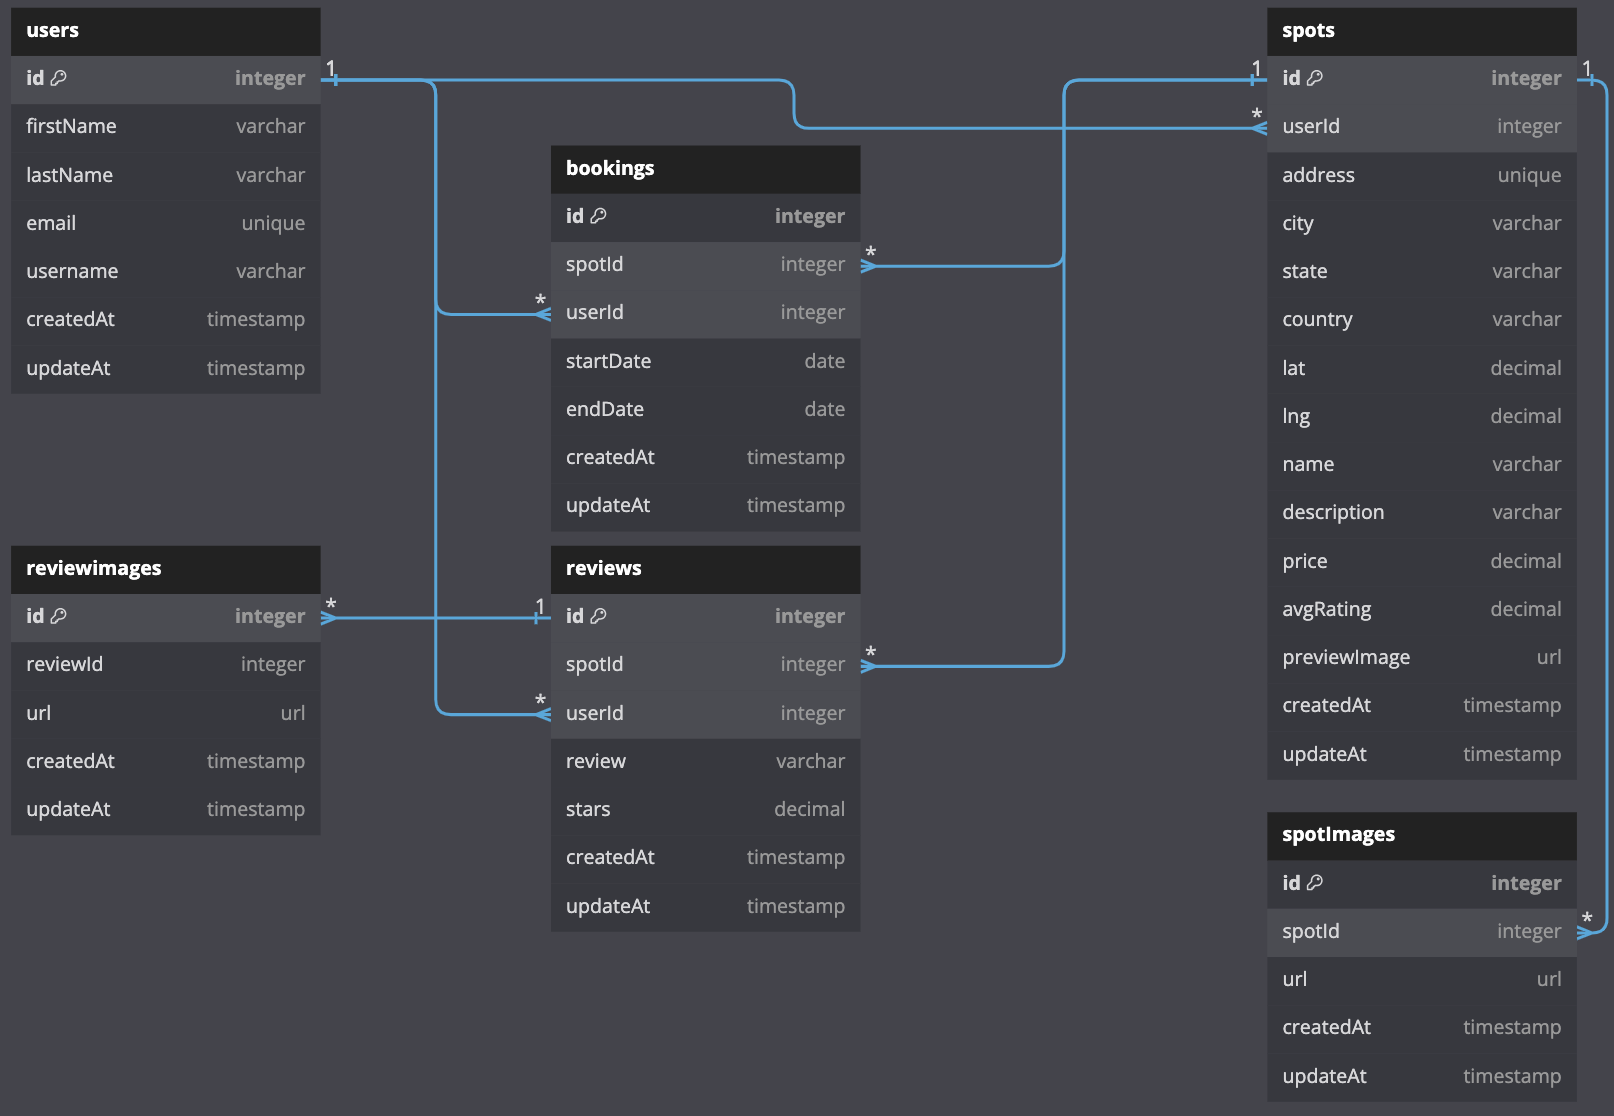 users
id integer
firstName varchar
lastName varchar
email unique
username varchar
createdAt timestamp
updateAt timestamp
1
*
*
*
bookings
id integer
spotId integer
userId integer
startDate date
endDate date
createdAt timestamp
updateAt timestamp
*
1
1
spots
id integer
userId integer
address unique
city varchar
state varchar
country varchar
lat decimal
lng decimal
name varchar
description varchar
price decimal
avgRating decimal
previewImage url
createdAt timestamp
updateAt timestamp
reviewimages
id integer
reviewId integer
url url
createdAt timestamp
updateAt timestamp
*
1
reviews
id integer
spotId integer
userId integer
review varchar
stars decimal
createdAt timestamp
updateAt timestamp
*
spotImages
id integer
spotId integer
url url
createdAt timestamp
updateAt timestamp
*